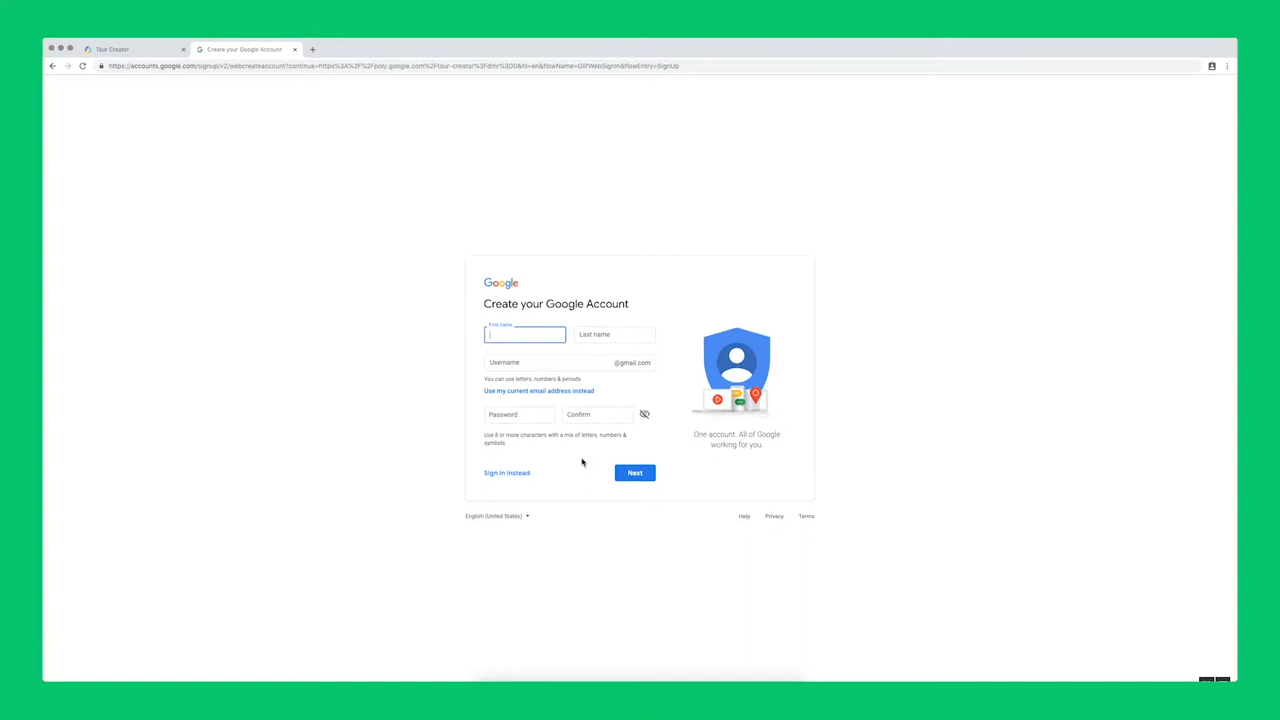 Tour Creator
Create your Google Account
https://accounts.google.com/signup/v2/webcreateaccount?continue=https%3A%2F%2Fpoly.google.com%2Ftour-creator%3Fdmr%3D0&hl=en&flowName=GlifWebSignIn&flowEntry=SignUp
Google
Create your Google Account
First name
Last name
Username @gmail.com
You can use letters, numbers & periods
Use my current email address instead
Password Confirm
Use 8 or more characters with a mix of letters, numbers &
symbols
Sign in instead Next
One account. All of Google
working for you.
English (United States) Help Privacy Terms